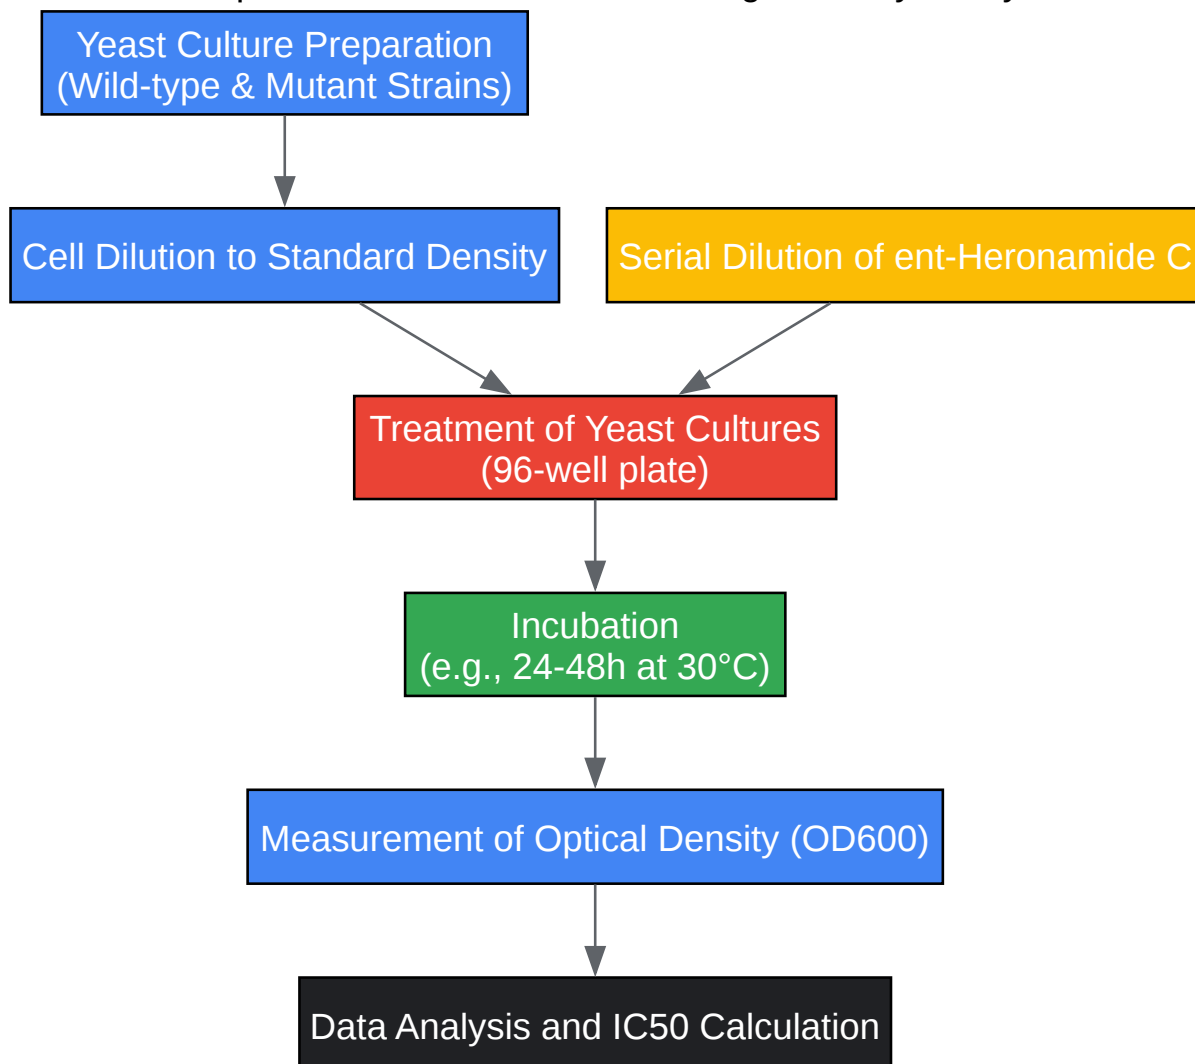 Yeast Culture Preparation
(Wild-type & Mutant Strains)
Cell Dilution to Standard Density
Serial Dilution of ent-Heronamide C
Treatment of Yeast Cultures
(96-well plate)
Incubation
(e.g., 24-48h at 30°C)
Measurement of Optical Density (OD600)
Data Analysis and IC50 Calculation